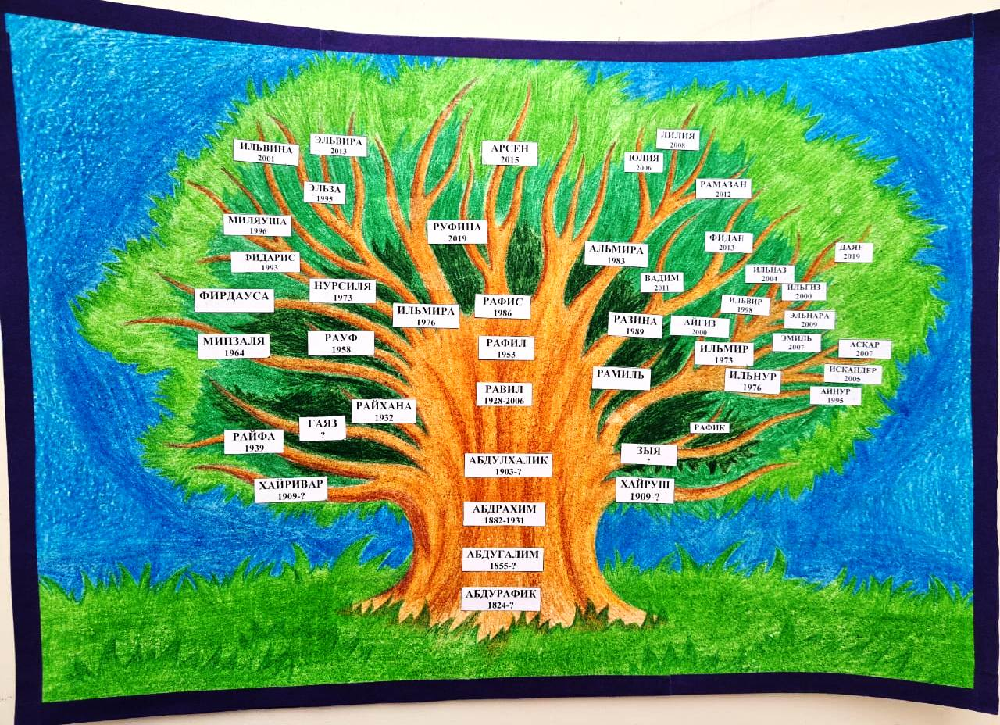 ИЛЬВИНА
2001
ЭЛЬВИРА
2013
АРСЕН
2015
ЛИЛИЯ
2008
ЮЛИЯ
2006
ЭЛЬЗА
1995
РАМАЗАН
2012
МИЛЯУША
1996
РУФИНА
2019
АЛЬМИРА
1983
ФИДАН
2013
ДАЯН
2019
ФИДАРИС
1993
ИЛЬНАЗ
2004
ВАДИМ
2011
ИЛЬГИЗ
2000
ФИРДАУСА
НУРСИЛЯ
1973
ИЛЬМИРА
1976
РАФИС
1986
ИЛЬВИР
1998
РАЗИНА
1989
АЙГИЗ
2000
ЭЛЬНАРА
2009
МИНЗАЛЯ
1964
РАУФ
1958
РАФИЛ
1953
ИЛЬМИР
1973
ЭМИЛЬ
2007
АСКАР
2007
РАМИЛЬ
ИЛЬНУР
1976
ИСКАНДЕР
2005
РАВИЛ
1928-2006
АЙНУР
1995
РАЙХАНА
1932
ГАЯЗ
?
РАФИК
РАЙФА
1939
АБДУЛХАЛИК
1903-?
ЗЫЯ
?
ХАЙРИВАР
1909-?
ХАЙРУШ
1909-?
АБДРАХИМ
1882-1931
АБДУГАЛИМ
1855-?
АБДУРАФИК
1824-?